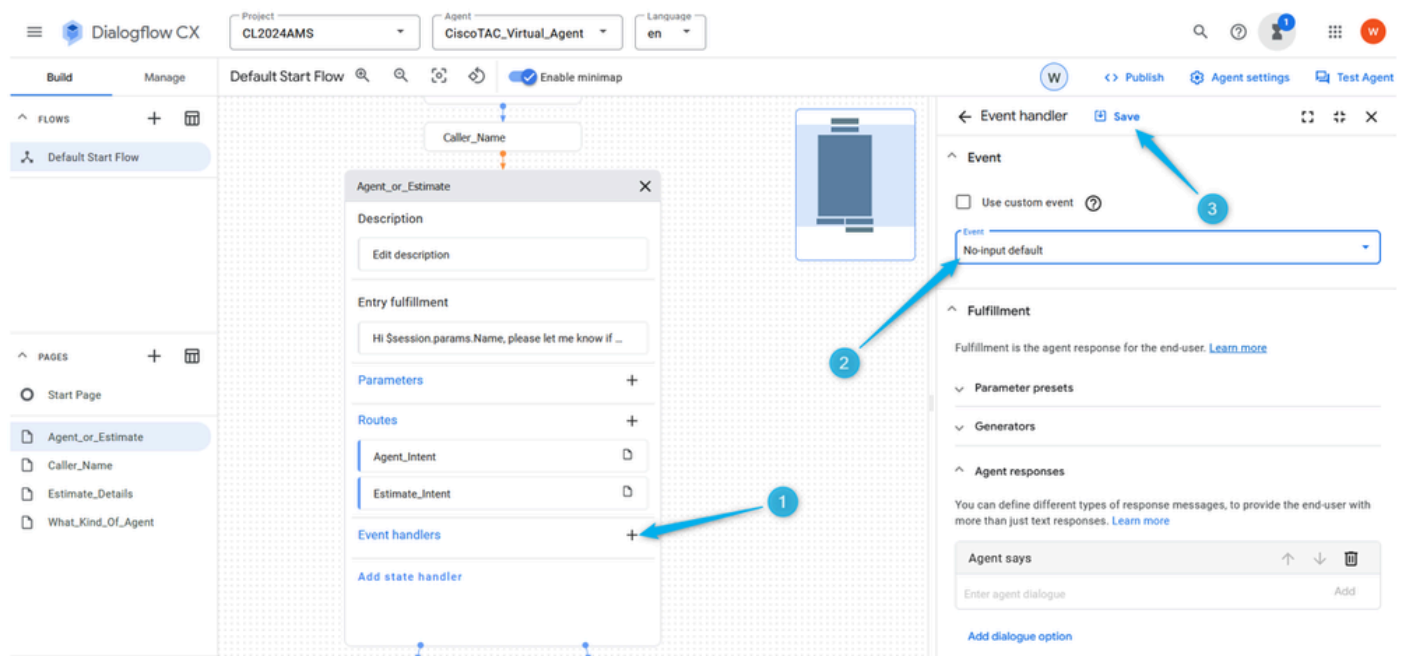 Dialogflow CX
Project
CL2024AMS
Agent
CiscoTAC_Virtual_Agent
Language
en
1
W
Build
Manage
Default Start Flow
Enable minimap
W
Publish
Agent settings
Test Agent
FLOWS
Default Start Flow
PAGES
Start Page
Agent_or_Estimate
Caller_Name
Estimate_Details
What_Kind_Of_Agent
Caller_Name
Agent_or_Estimate
Description
Edit description
Entry fulfillment
Hi $session.params.Name, please let me know if ...
Parameters
Routes
Agent_Intent
Estimate_Intent
Event handlers
Add state handler
1
2
3
Event handler
Save
Event
Use custom event
Event
No-input default
Fulfillment
Fulfillment is the agent response for the end-user. Learn more
Parameter presets
Generators
Agent responses
You can define different types of response messages, to provide the end-user with
more than just text responses. Learn more
Agent says
Enter agent dialogue
Add
Add dialogue option